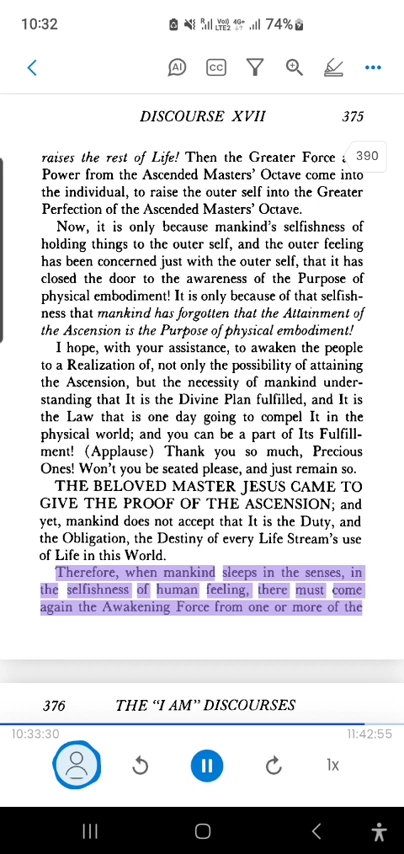 10:32
74%
AI
CC
DISCOURSE XVII 375
390
raises the rest of Life! Then the Greater Force
Power from the Ascended Masters' Octave come into
the individual, to raise the outer self into the Greater
Perfection of the Ascended Masters' Octave.
Now, it is only because mankind's selfishness of
holding things to the outer self, and the outer feeling
has been concerned just with the outer self, that it has
closed the door to the awareness of the Purpose of
physical embodiment! It is only because of that selfish-
ness that mankind has forgotten that the Attainment of
the Ascension is the Purpose of physical embodiment!
I hope, with your assistance, to awaken the people
to a Realization of, not only the possibility of attaining
the Ascension, but the necessity of mankind under-
standing that It is the Divine Plan fulfilled, and It is
the Law that is one day going to compel It in the
physical world; and you can be a part of Its Fulfill-
ment! (Applause) Thank you so much, Precious
Ones! Won't you be seated please, and just remain so.
THE BELOVED MASTER JESUS CAME TO
GIVE THE PROOF OF THE ASCENSION; and
yet, mankind does not accept that It is the Duty, and
the Obligation, the Destiny of every Life Stream's use
of Life in this World.
Therefore, when mankind sleeps in the senses, in
the selfishness of human feeling, there must come
again the Awakening Force from one or more of the
376 THE "I AM" DISCOURSES
10:33:30 11:42:55
1x